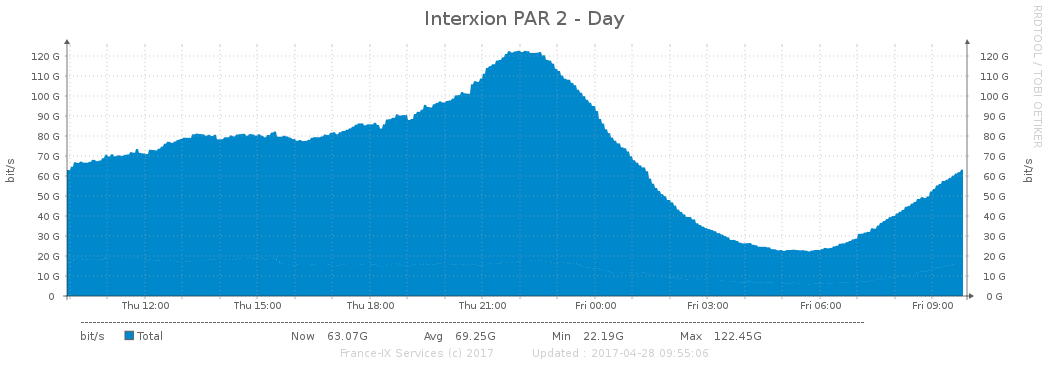 Interxion PAR 2 - Day
RRDTOOL / TOBI OETIKER
bit/s
120 G
110 G
100 G
90 G
80 G
70 G
60 G
50 G
40 G
30 G
20 G
10 G
0
120 G
110 G
100 G
90 G
80 G
70 G
60 G
50 G
40 G
30 G
20 G
10 G
0 G
bit/s
Thu 12:00 Thu 15:00 Thu 18:00 Thu 21:00 Fri 00:00 Fri 03:00 Fri 06:00 Fri 09:00
bit/s Total Now 63.07G Avg 69.25G Min 22.19G Max 122.45G
France-IX Services (c) 2017 Updated : 2017-04-28 09:55:06